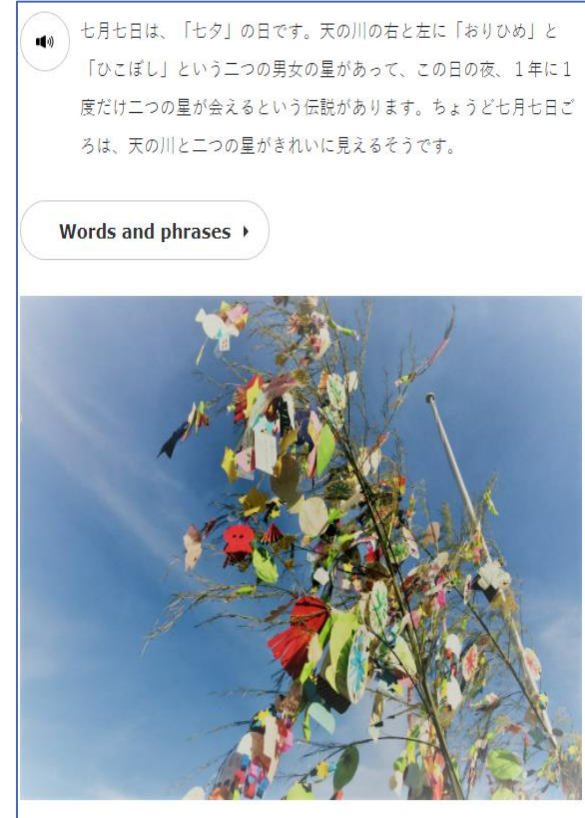 七月七日は、「七夕」の日です。天の川の右と左に「おりひめ」と
「ひこぼし」という二つの男女の星があって、この日の夜、１年に１
度だけ二つの星が会えるという伝説があります。ちょうど七月七日ご
ろは、天の川と二つの星がきれいに見えるそうです。
Words and phrases